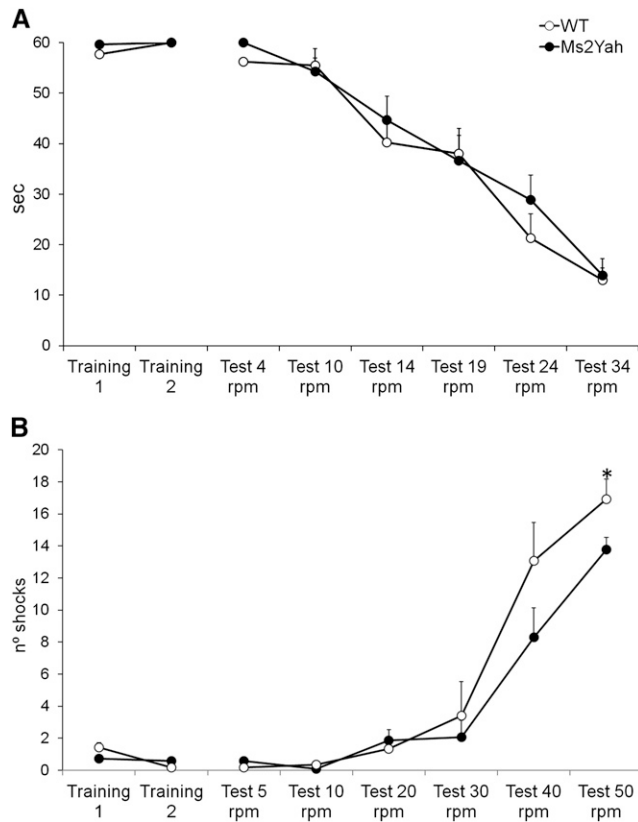 A
WT
Ms2Yah
60
50
40
30
20
10
0
sec
Training 1
Training 2
Test 4 rpm
Test 10 rpm
Test 14 rpm
Test 19 rpm
Test 24 rpm
Test 34 rpm
B
20
18
16
14
12
10
8
6
4
2
0
nº shocks
*
Training 1
Training 2
Test 5 rpm
Test 10 rpm
Test 20 rpm
Test 30 rpm
Test 40 rpm
Test 50 rpm